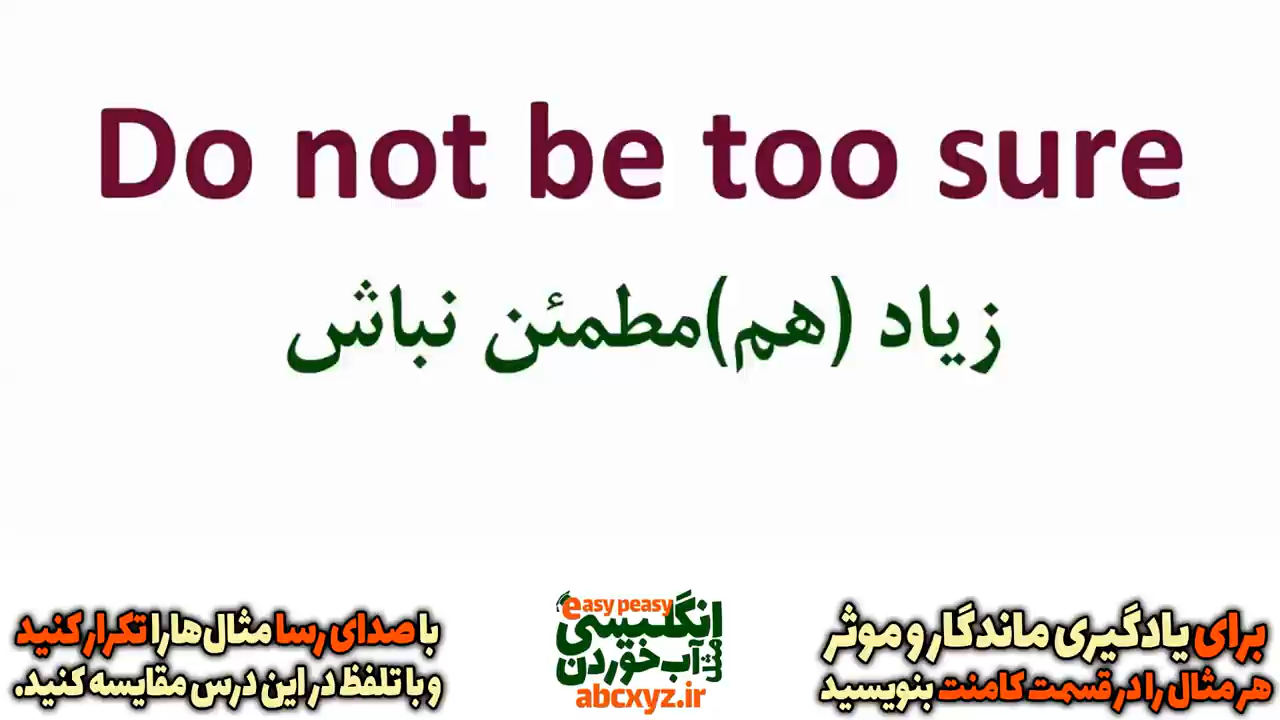 Do not be too sure
زیاد (هم)مطمئن نباش
برای یادگیری ماندگار و موثر
هر مثال را در قسمت کامنت بنویسید
easy peasy
انگلیسی
مثل آب خوردن
abcxyz.ir
با صدای رسا مثال‌ها را تکرار کنید
و با تلفظ در این درس مقایسه کنید.